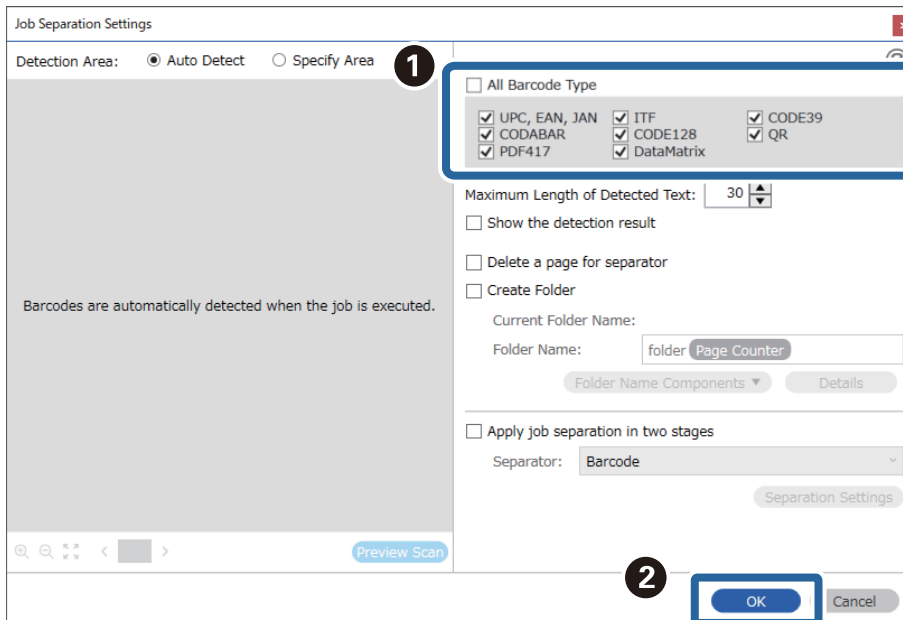 Job Separation Settings
Detection Area: Auto Detect Specify Area
1
All Barcode Type
UPC, EAN, JAN ITF CODE39
CODABAR CODE128 QR
PDF417 DataMatrix
Maximum Length of Detected Text: 30
Show the detection result
Delete a page for separator
Barcodes are automatically detected when the job is executed.
Create Folder
Current Folder Name:
Folder Name: folder Page Counter
Folder Name Components Details
Apply job separation in two stages
Separator: Barcode
Separation Settings
Preview Scan
2
OK Cancel